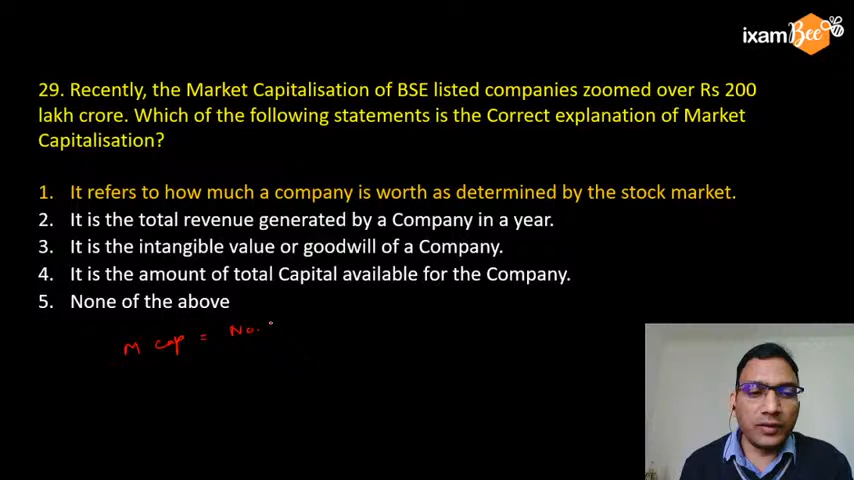 ixamBee
29. Recently, the Market Capitalisation of BSE listed companies zoomed over Rs 200
lakh crore. Which of the following statements is the Correct explanation of Market
Capitalisation?
1. It refers to how much a company is worth as determined by the stock market.
2. It is the total revenue generated by a Company in a year.
3. It is the intangible value or goodwill of a Company.
4. It is the amount of total Capital available for the Company.
5. None of the above
M cap = No.